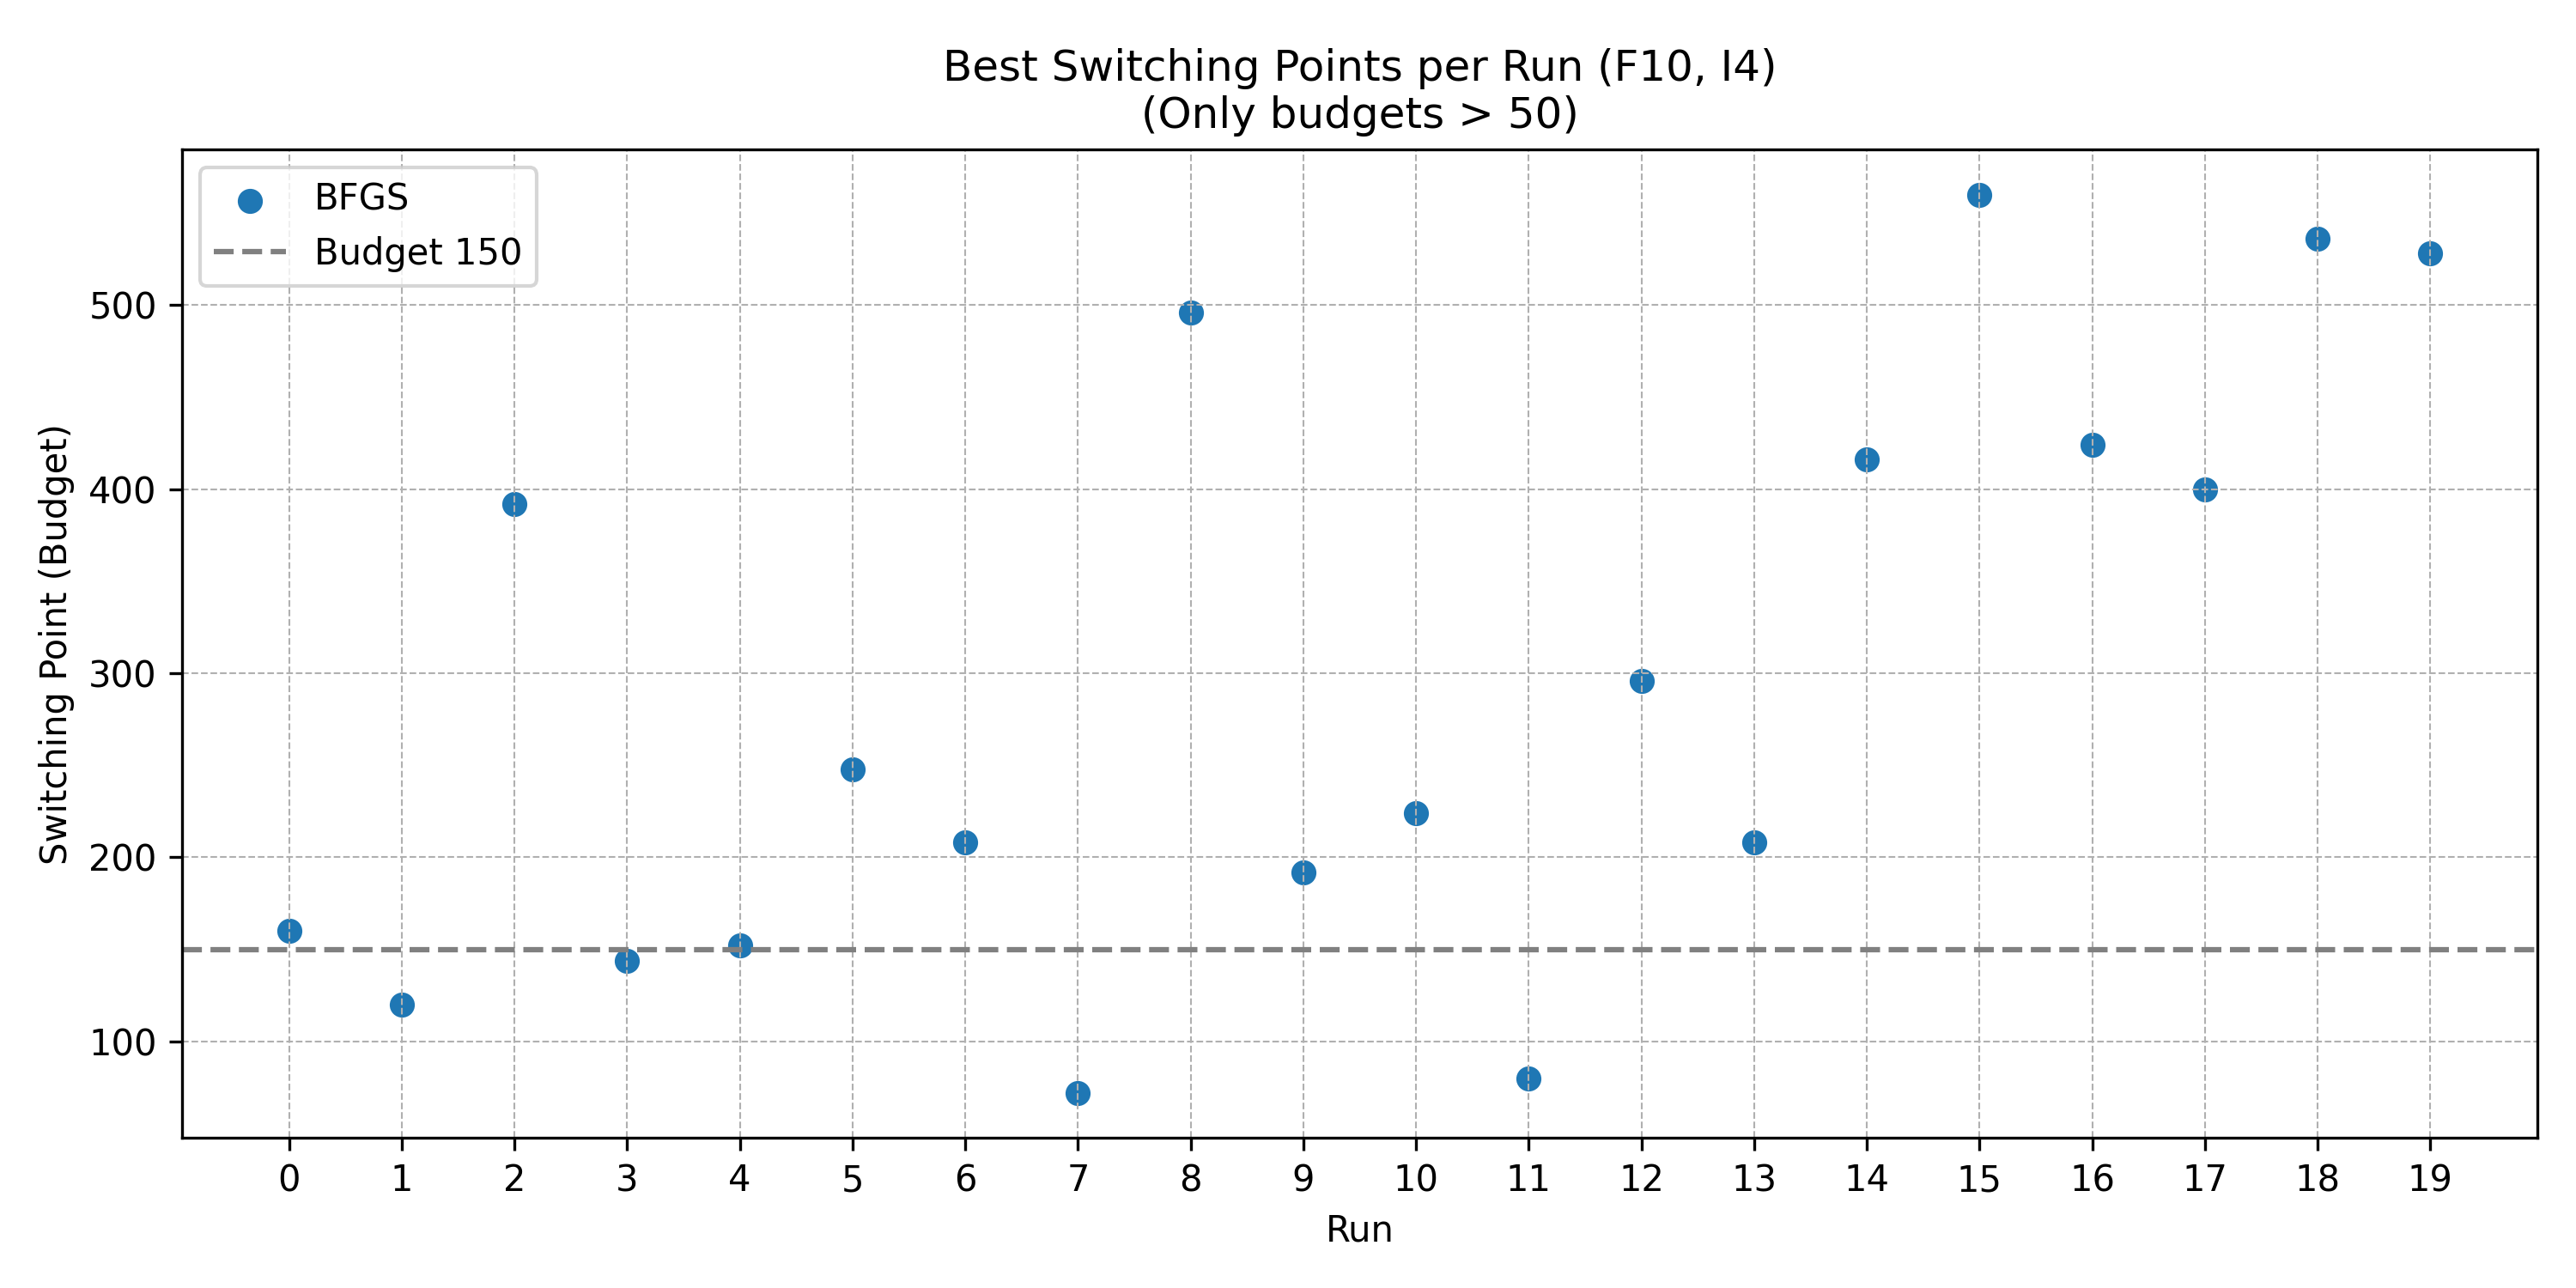 Best Switching Points per Run (F10, I4)
(Only budgets > 50)
BFGS
Budget 150
Switching Point (Budget)
500
400
300
200
100
0 1 2 3 4 5 6 7 8 9 10 11 12 13 14 15 16 17 18 19
Run